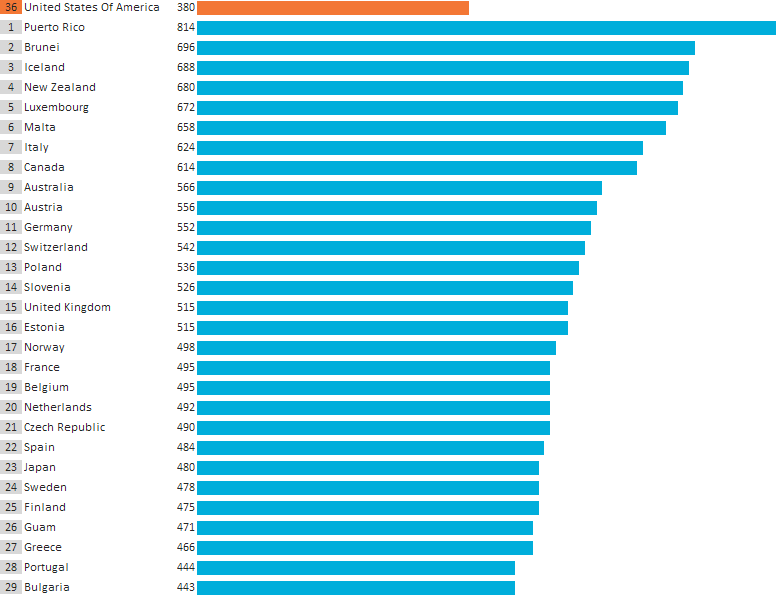 36 United States Of America 380
1 Puerto Rico 814
2 Brunei 696
3 Iceland 688
4 New Zealand 680
5 Luxembourg 672
6 Malta 658
7 Italy 624
8 Canada 614
9 Australia 566
10 Austria 556
11 Germany 552
12 Switzerland 542
13 Poland 536
14 Slovenia 526
15 United Kingdom 515
16 Estonia 515
17 Norway 498
18 France 495
19 Belgium 495
20 Netherlands 492
21 Czech Republic 490
22 Spain 484
23 Japan 480
24 Sweden 478
25 Finland 475
26 Guam 471
27 Greece 466
28 Portugal 444
29 Bulgaria 443